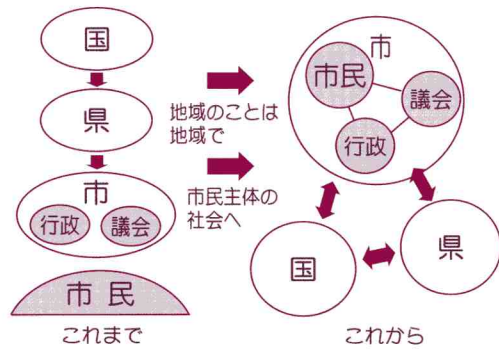 国
県
市
行政
議会
市民
これまで
地域のことは
地域で
市民主体の
社会へ
市
市民
議会
行政
国
県
これから